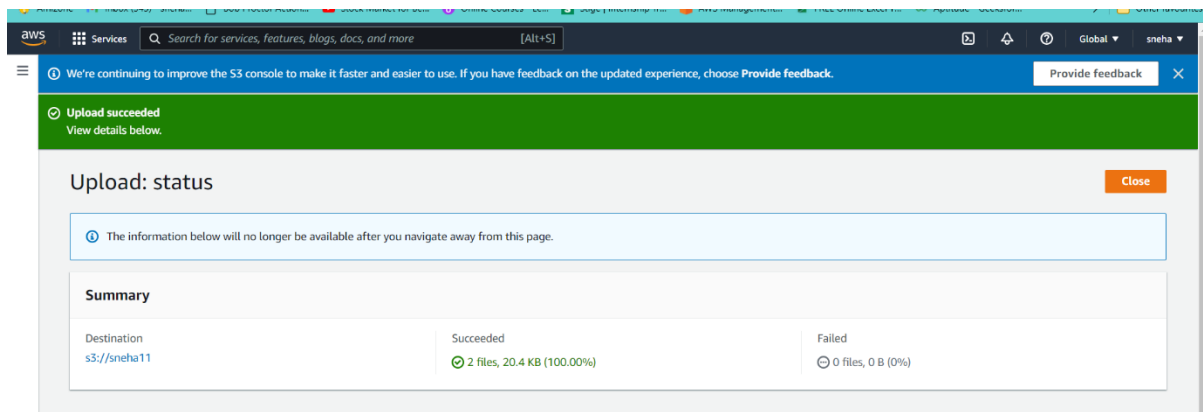 aws Services Search for services, features, blogs, docs, and more [Alt+S] Global ▼ sneha ▼
We're continuing to improve the S3 console to make it faster and easier to use. If you have feedback on the updated experience, choose Provide feedback. Provide feedback
Upload succeeded
View details below.
Upload: status Close
The information below will no longer be available after you navigate away from this page.
Summary
Destination Succeeded Failed
s3://sneha11 2 files, 20.4 KB (100.00%) 0 files, 0 B (0%)